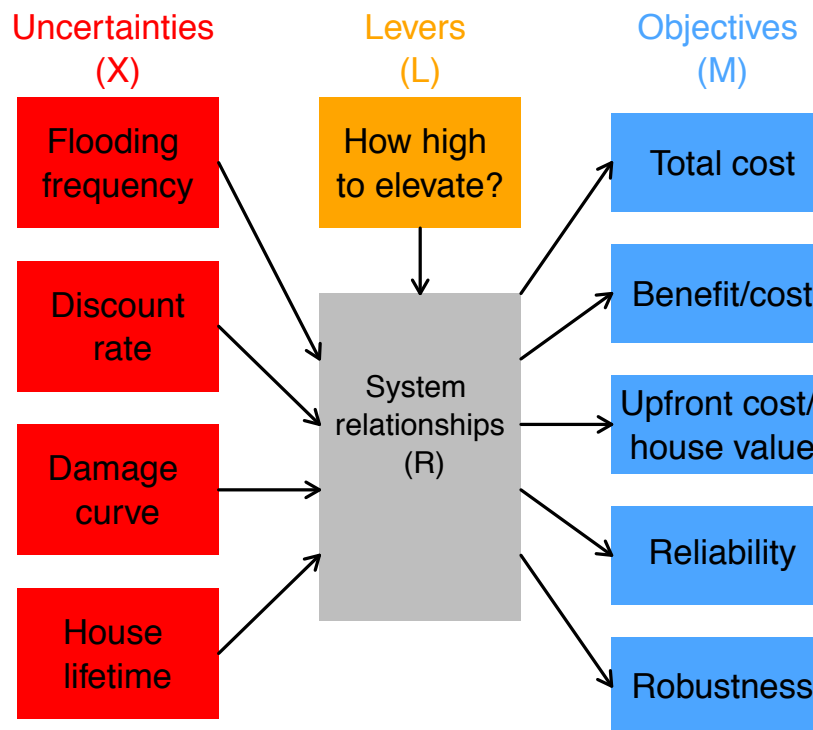 Uncertainties
(X)
Flooding
frequency
Discount
rate
Damage
curve
House
lifetime
Levers
(L)
How high
to elevate?
System
relationships
(R)
Objectives
(M)
Total cost
Benefit/cost
Upfront cost/
house value
Reliability
Robustness